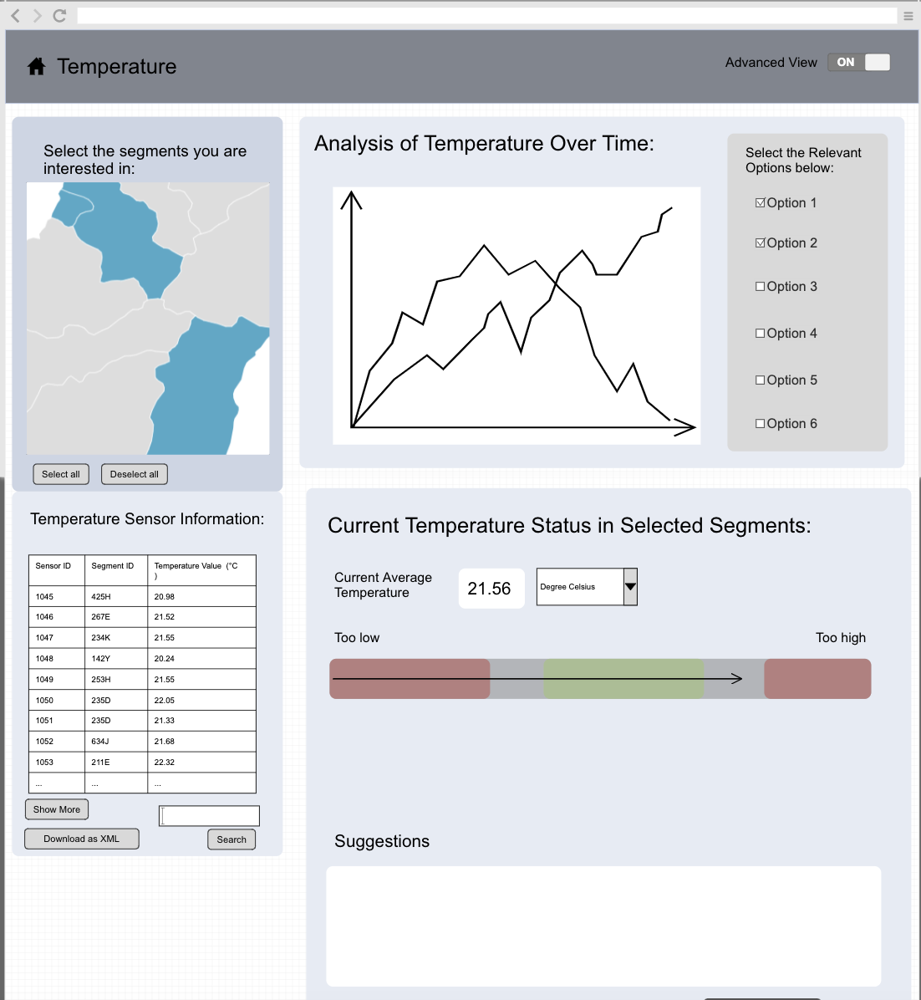 Temperature
Advanced View ON
Select the segments you are
interested in:
Select all Deselect all
Analysis of Temperature Over Time:
Select the Relevant
Options below:
Option 1
Option 2
Option 3
Option 4
Option 5
Option 6
Temperature Sensor Information:
Sensor ID Segment ID Temperature Value (°C
)
1045 425H 20.98
1046 267E 21.52
1047 234K 21.55
1048 142Y 20.24
1049 253H 21.55
1050 235D 22.05
1051 235D 21.33
1052 634J 21.68
1053 211E 22.32
... ... ...
Show More
Download as XML
Search
Current Temperature Status in Selected Segments:
Current Average
Temperature
21.56 Degree Celsius
Too low Too high
Suggestions